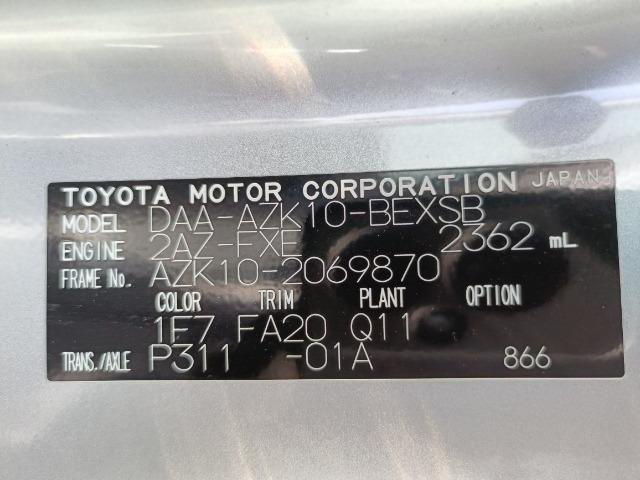 TOYOTA MOTOR CORPORATION JAPAN
MODEL DAA-AZK10-BEXSB
ENGINE 2AZ-FXE 2362 mL
FRAME No. AZK10-2069870
COLOR TRIM PLANT OPTION
1F7 FA20 Q11
TRANS./AXLE P311 -01A 866